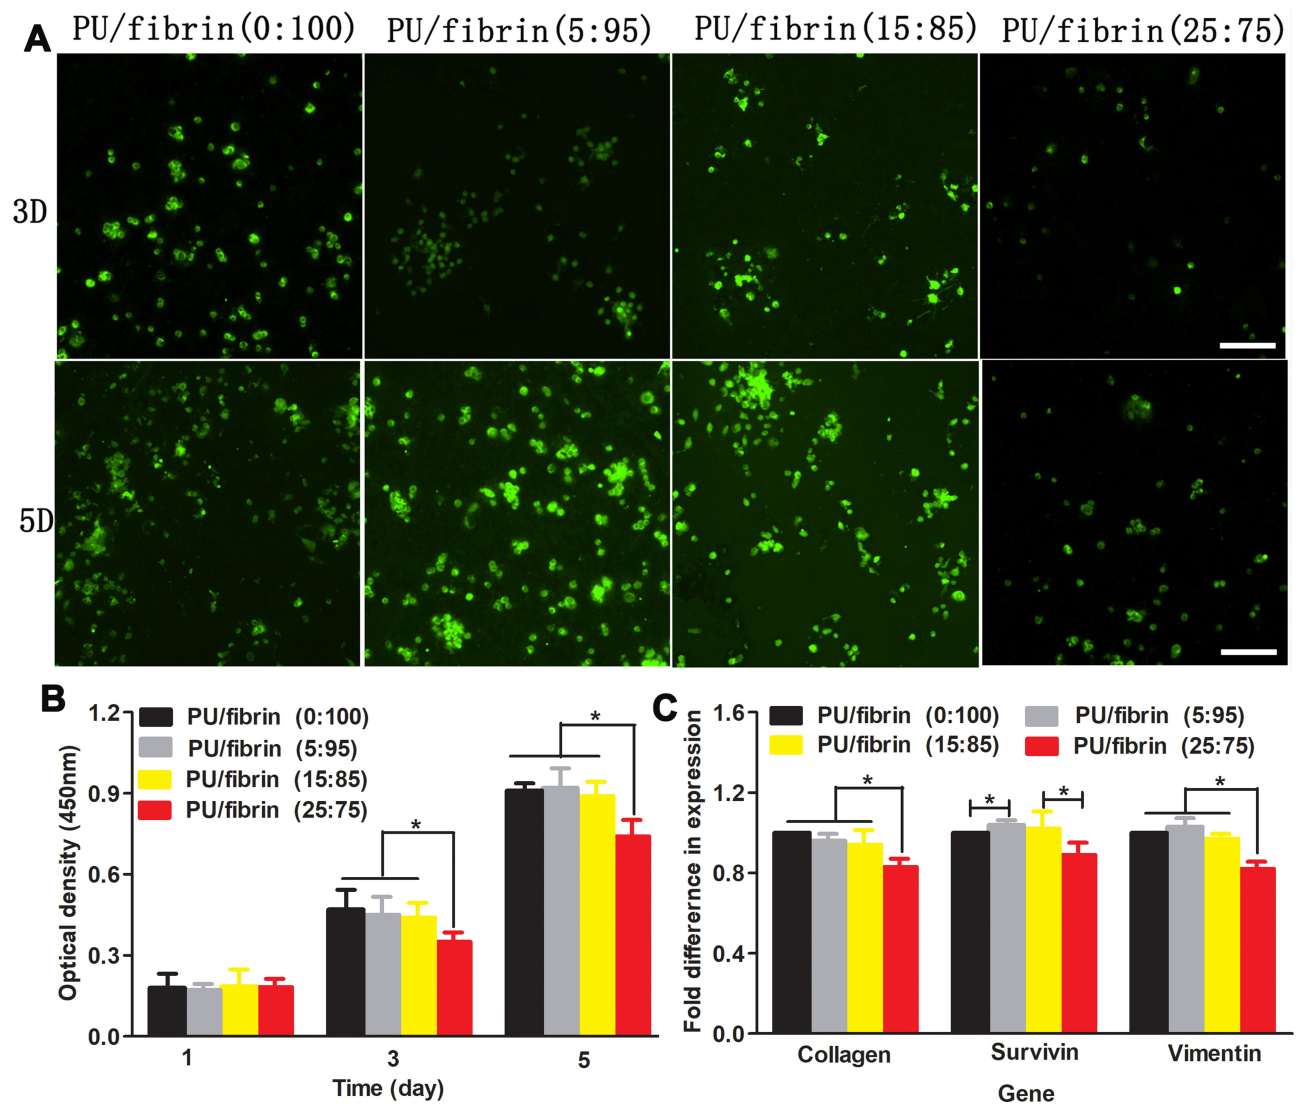 A
PU/fibrin(0:100)
PU/fibrin(5:95)
PU/fibrin(15:85)
PU/fibrin(25:75)
3D
5D
B
1.2
0.9
0.6
0.3
0.0
Optical density (450nm)
PU/fibrin (0:100)
PU/fibrin (5:95)
PU/fibrin (15:85)
PU/fibrin (25:75)
*
*
1
3
5
Time (day)
C
1.6
1.2
0.8
0.4
0.0
Fold differernce in expression
PU/fibrin (0:100)
PU/fibrin (5:95)
PU/fibrin (15:85)
PU/fibrin (25:75)
*
*
*
*
Collagen
Survivin
Vimentin
Gene